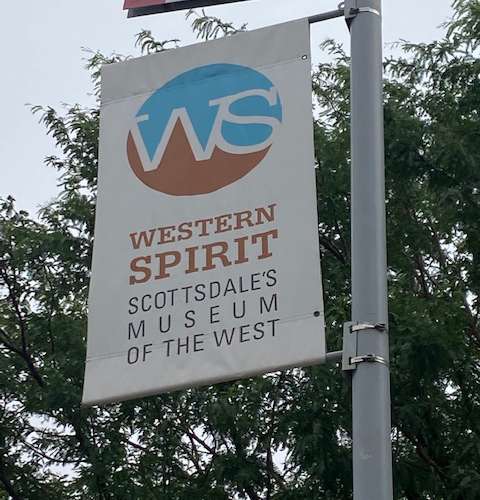 WS
WESTERN
SPIRIT
SCOTTSDALE'S
MUSEUM
OF THE WEST